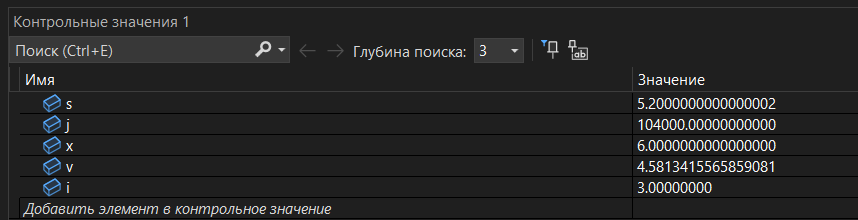 Контрольные значения 1
Поиск (Ctrl+E) Глубина поиска: 3
Имя Значение
s 5.2000000000000002
j 104000.00000000000
x 6.0000000000000000
v 4.5813415565859081
i 3.00000000
Добавить элемент в контрольное значение